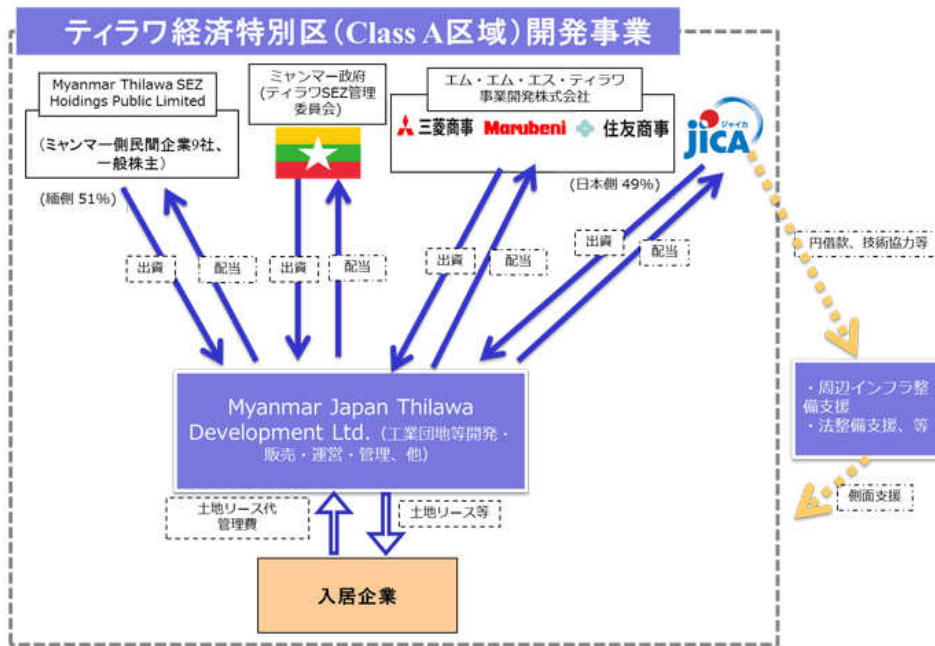 ティラワ経済特別区(Class A区域)開発事業
Myanmar Thilawa SEZ
Holdings Public Limited
(ミャンマー側民間企業9社、
一般株主)
(緬側 51%)
ミャンマー政府
(ティラワSEZ管理
委員会)
エム・エム・エス・ティラワ
事業開発株式会社
三菱商事
Marubeni
住友商事
(日本側 49%)
ジャイカ
jICA
出資
配当
出資
配当
出資
配当
出資
配当
円借款、技術協力等
Myanmar Japan Thilawa
Development Ltd. (工業団地等開発・
販売・運営・管理、他)
・周辺インフラ整
備支援
・法整備支援、等
側面支援
土地リース代
管理費
土地リース等
入居企業